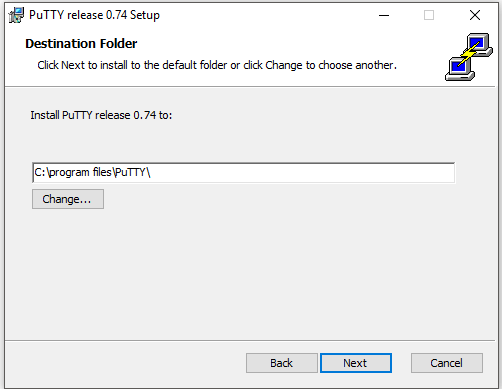 PuTTY release 0.74 Setup
Destination Folder
Click Next to install to the default folder or click Change to choose another.
Install PuTTY release 0.74 to:
C:\program files\PuTTY\
Change...
Back Next Cancel